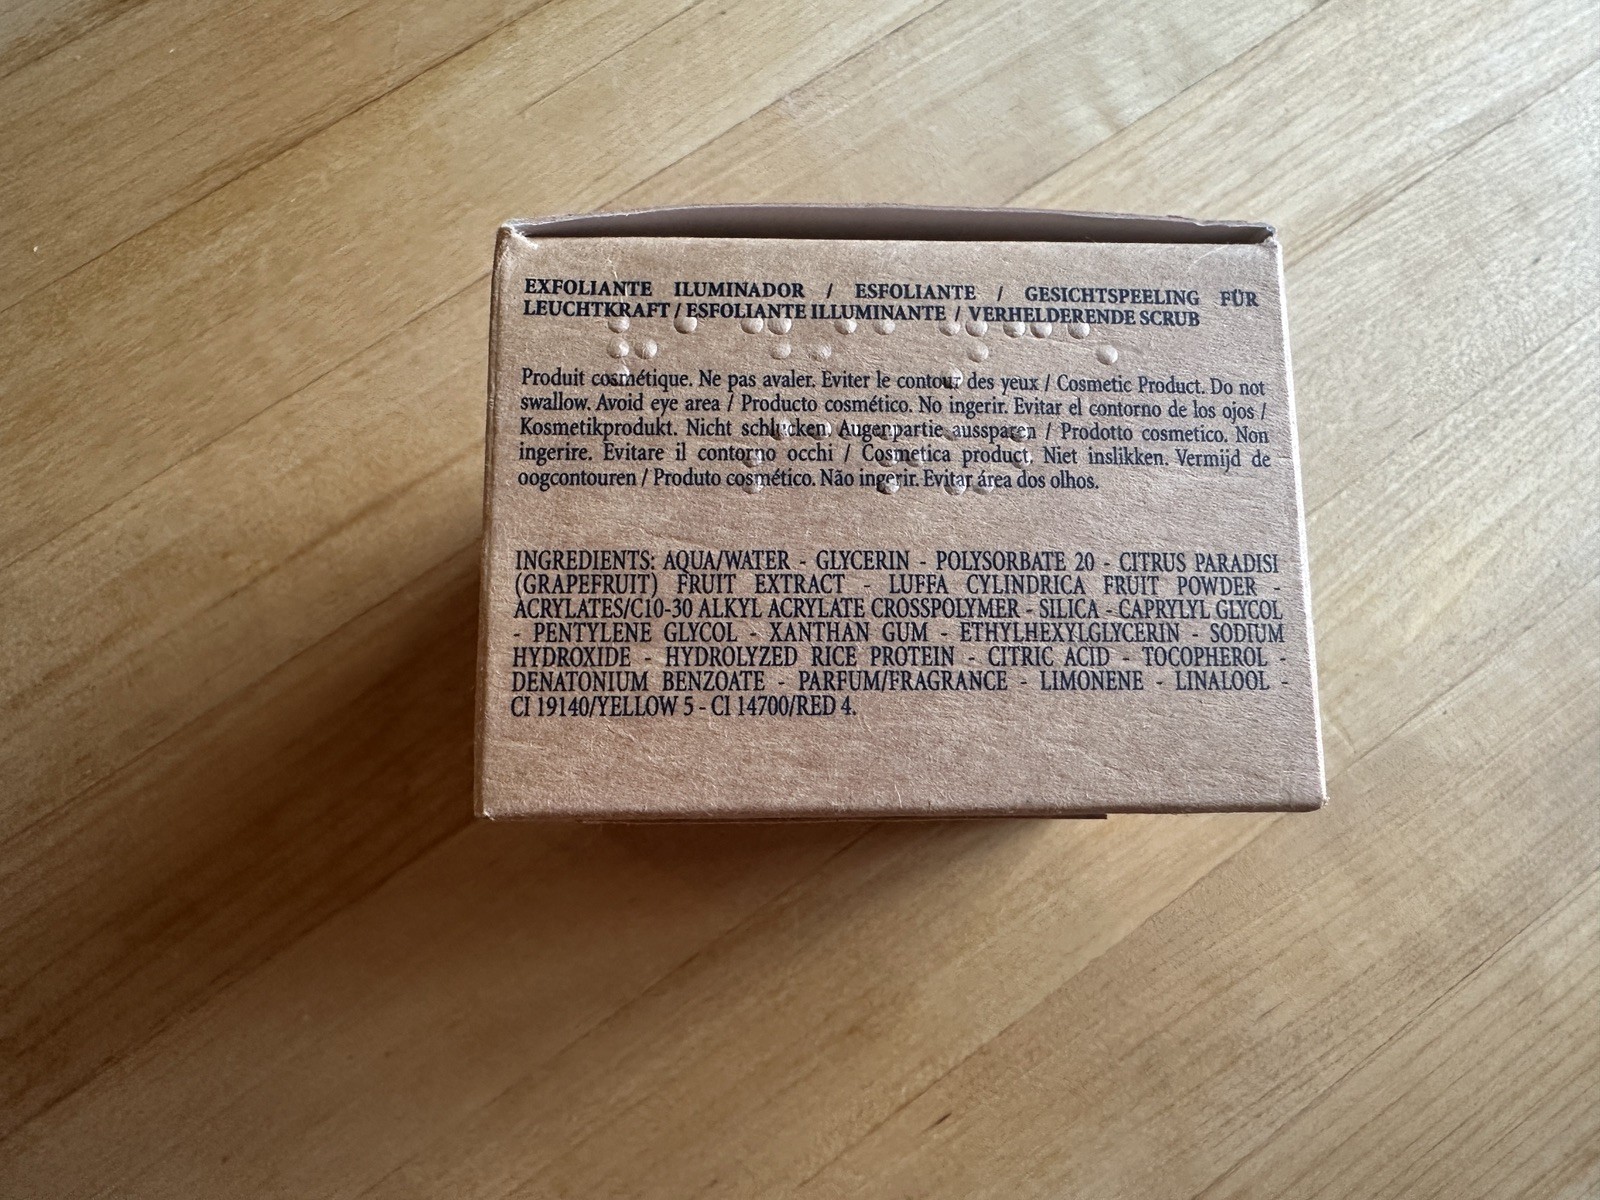 EXFOLIANTE ILUMINADOR / ESFOLIANTE / GESICHTSPEELING FÜR
LEUCHTKRAFT / ESFOLIANTE ILLUMINANTE / VERHELDERENDE SCRUB
Produit cosmétique. Ne pas avaler. Eviter le contour des yeux / Cosmetic Product. Do not
swallow. Avoid eye area / Producto cosmético. No ingerir. Evitar el contorno de los ojos /
Kosmetikprodukt. Nicht schlucken. Augenpartie aussparen / Prodotto cosmetico. Non
ingerire. Evitare il contorno occhi / Cosmetica product. Niet inslikken. Vermijd de
oogcontouren / Produto cosmético. Não ingerir. Evitar área dos olhos.
INGREDIENTS: AQUA/WATER - GLYCERIN - POLYSORBATE 20 - CITRUS PARADISI
(GRAPEFRUIT) FRUIT EXTRACT - LUFFA CYLINDRICA FRUIT POWDER -
ACRYLATES/C10-30 ALKYL ACRYLATE CROSSPOLYMER - SILICA - CAPRYLYL GLYCOL
- PENTYLENE GLYCOL - XANTHAN GUM - ETHYLHEXYLGLYCERIN - SODIUM
HYDROXIDE - HYDROLYZED RICE PROTEIN - CITRIC ACID - TOCOPHEROL -
DENATONIUM BENZOATE - PARFUM/FRAGRANCE - LIMONENE - LINALOOL -
CI 19140/YELLOW 5 - CI 14700/RED 4.